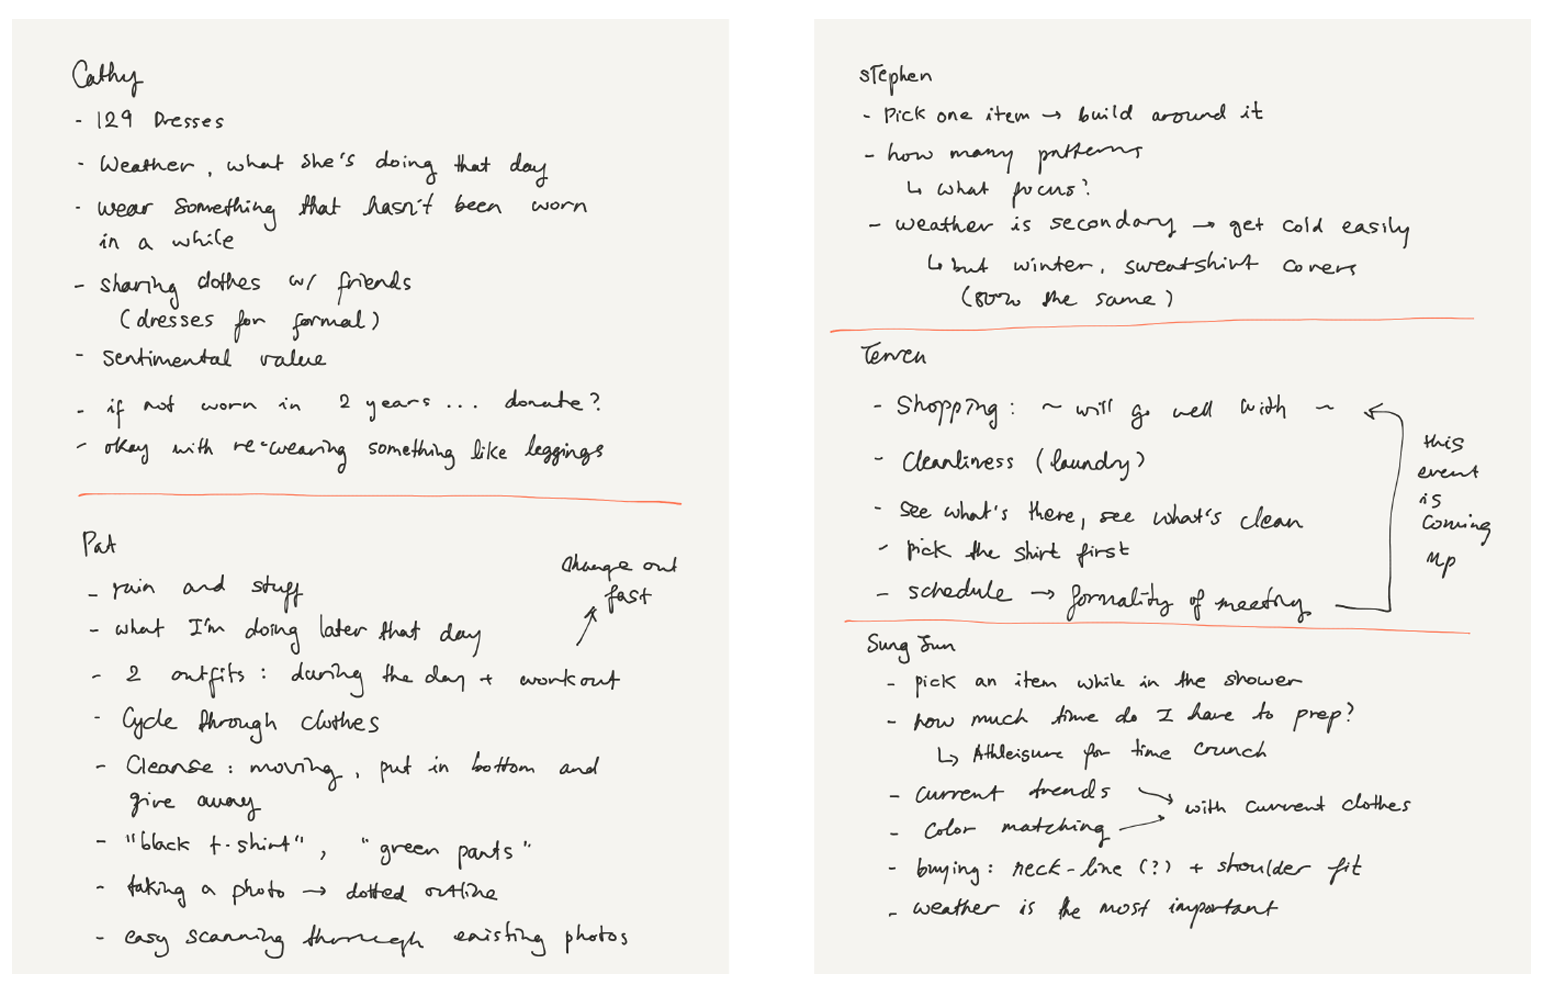 Cathy
- 129 Dresses
- Weather, what she's doing that day
- wear something that hasn't been worn
in a while
- sharing clothes w/ friends
(dresses for formal)
- sentimental value
- if not worn in 2 years... donate?
- okay with re-wearing something like leggings
Pat
- rain and stuff
- what I'm doing later that day
- 2 outfits: during the day + workout
change out
fast
- Cycle through clothes
- Cleanse: moving, put in bottom and
give away
- "black t-shirt", "green pants"
- taking a photo → dotted outline
- easy scanning through existing photos
Stephen
- Pick one item → build around it
- how many patterns
↳ what focus?
- weather is secondary → get cold easily
↳ but winter, sweatshirt covers
(80% the same)
- Shopping: ~ will go well with ~
- Cleanliness (laundry)
- see what's there, see what's clean
- pick the shirt first
- schedule → formality of meeting
this
event
is
coming
up
Sung Jun
- pick an item while in the shower
- how much time do I have to prep?
↳ Athleisure for time crunch
- current trends
- color matching
→ with current clothes
- buying: neck-line (?) + shoulder fit
- weather is the most important